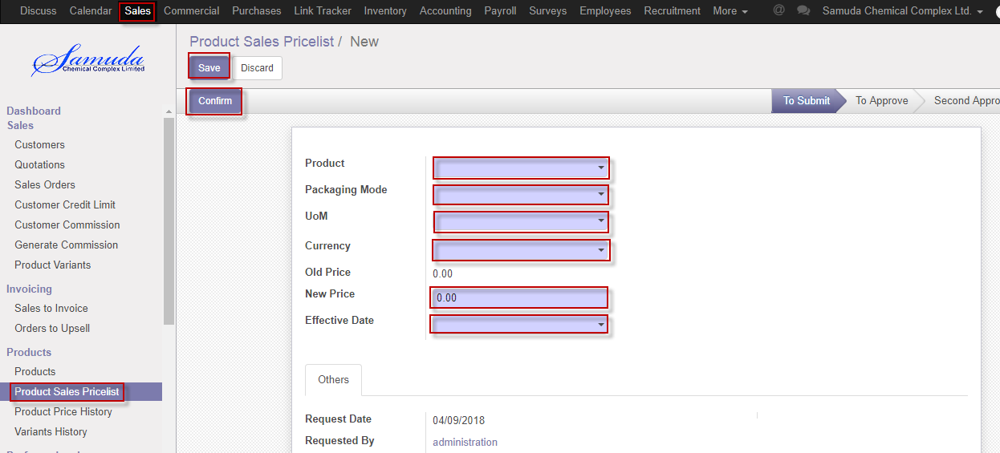 Discuss Calendar Sales Commercial Purchases Link Tracker Inventory Accounting Payroll Surveys Employees Recruitment More @ Samuda Chemical Complex Ltd.
Samuda
Chemical Complex Limited
Dashboard
Sales
Customers
Quotations
Sales Orders
Customer Credit Limit
Customer Commission
Generate Commission
Product Variants
Invoicing
Sales to Invoice
Orders to Upsell
Products
Products
Product Sales Pricelist
Product Price History
Variants History
Product Sales Pricelist / New
Save Discard
Confirm To Submit To Approve Second Appro
Product
Packaging Mode
UoM
Currency
Old Price 0.00
New Price 0.00
Effective Date
Others
Request Date 04/09/2018
Requested By administration